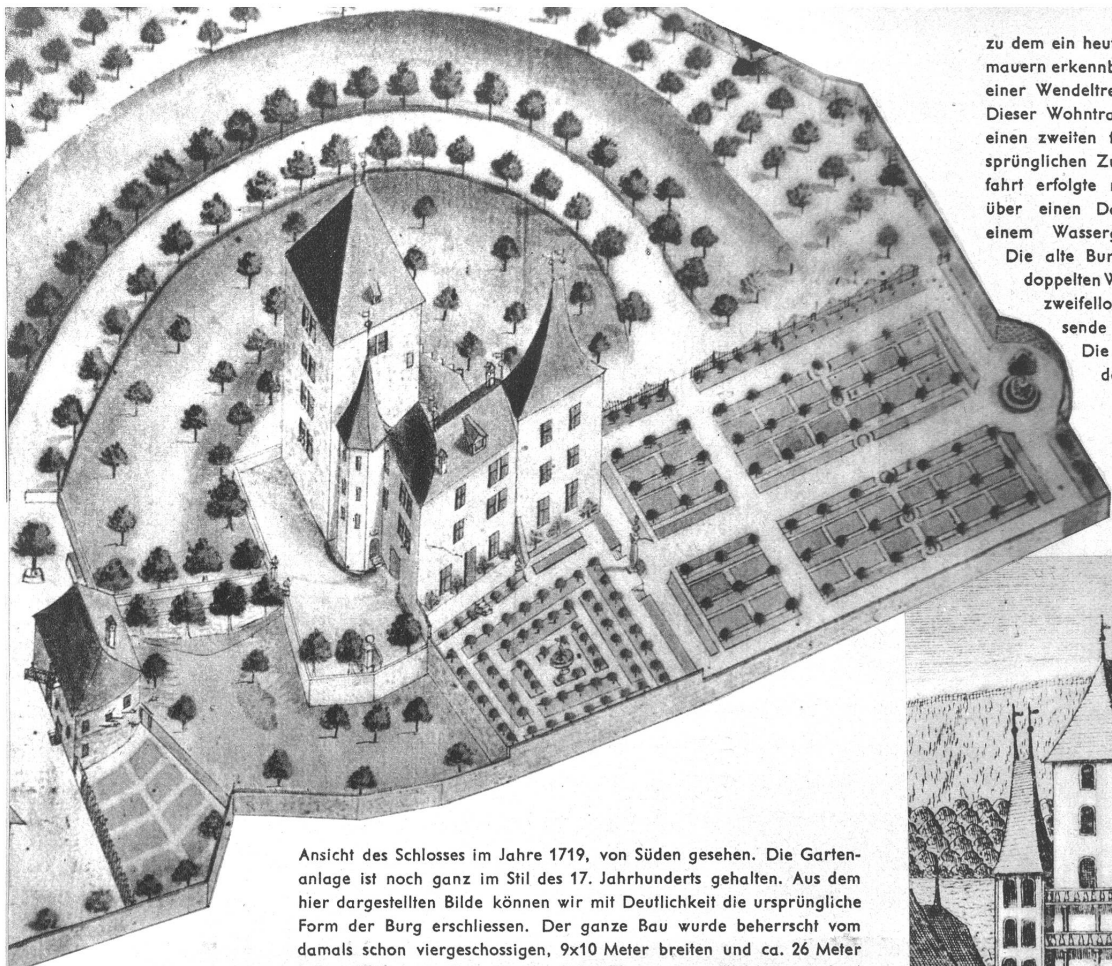 zu dem ein heu
mauern erkennb
einer Wendeltre
Dieser Wohntra
einen zweiten
sprünglichen Zu
fahrt erfolgte
über einen Do
einem Wasserg
Die alte Bur
doppelten W
zweifello
sende
Die
de
Ansicht des Schlosses im Jahre 1719, von Süden gesehen. Die Garten-
anlage ist noch ganz im Stil des 17. Jahrhunderts gehalten. Aus dem
hier dargestellten Bilde können wir mit Deutlichkeit die ursprüngliche
Form der Burg erschliessen. Der ganze Bau wurde beherrscht vom
damals schon viergeschossigen, 9x10 Meter breiten und ca. 26 Meter